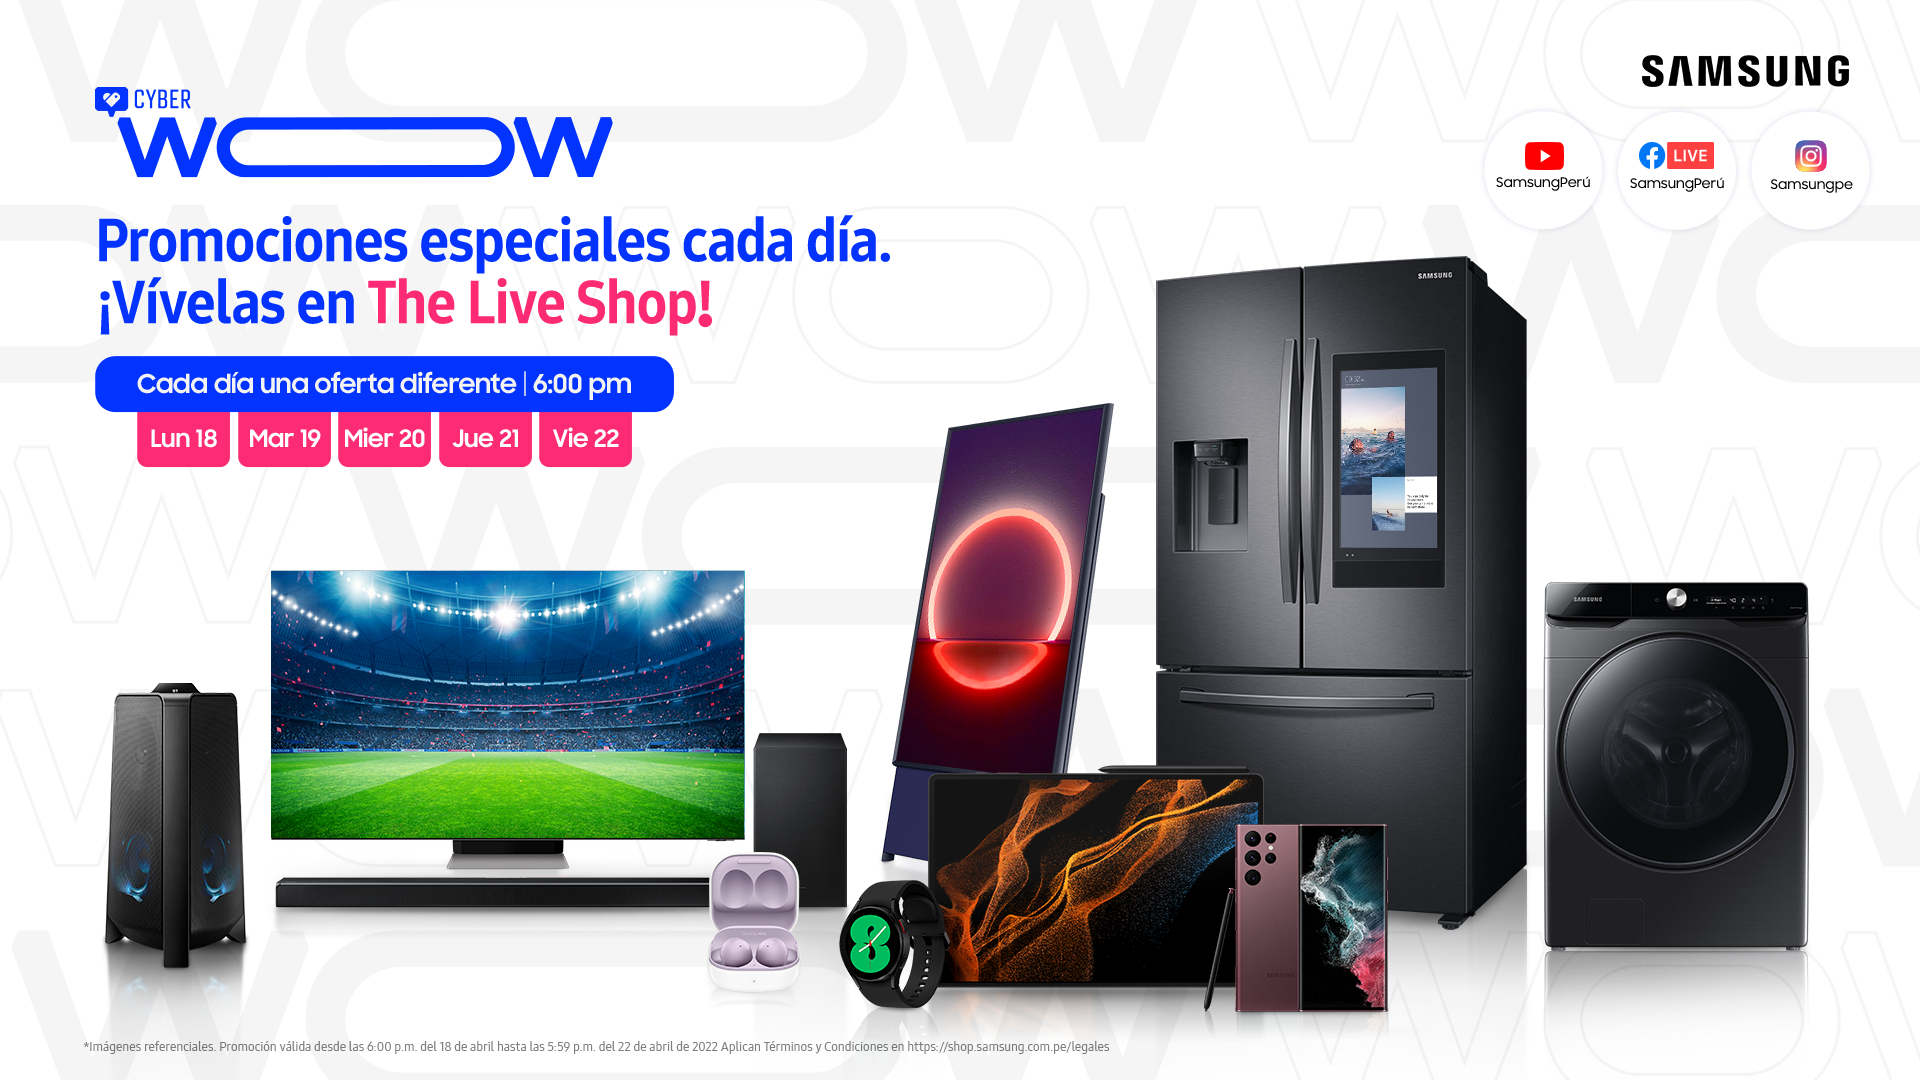 CYBER
WOW
SAMSUNG
SamsungPerú
LIVE
SamsungPerú
Samsungpe
Promociones especiales cada día.
¡Vívelas en The Live Shop!
Cada día una oferta diferente | 6:00 pm
Lun 18 Mar 19 Mier 20 Jue 21 Vie 22
SAMSUNG
SAMSUNG
SAMSUNG
*Imágenes referenciales. Promoción válida desde las 6:00 p.m. del 18 de abril hasta las 5:59 p.m. del 22 de abril de 2022 Aplican Términos y Condiciones en https://shop.samsung.com.pe/legales